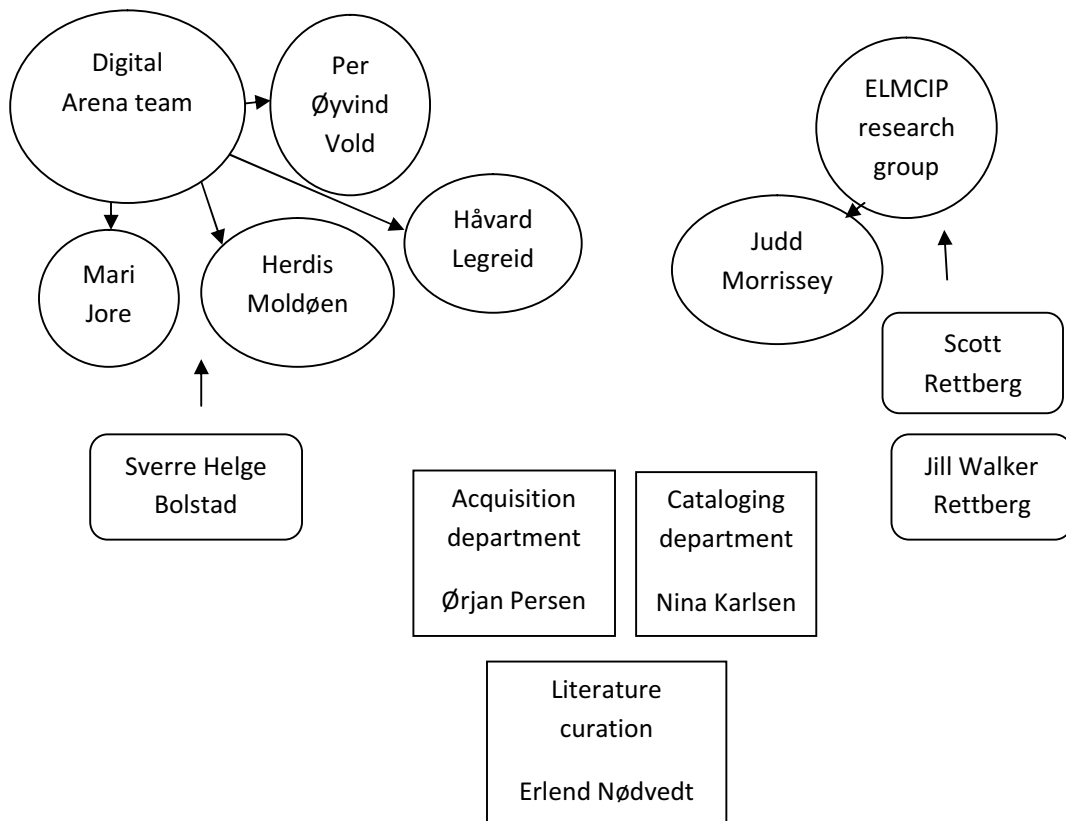 Digital
Arena team
Per
Øyvind
Vold
ELMCIP
research
group
Mari
Jore
Herdis
Moldøen
Håvard
Legreid
Judd
Morrissey
Scott
Rettberg
Sverre Helge
Bolstad
Jill Walker
Rettberg
Acquisition
department
Ørjan Persen
Cataloging
department
Nina Karlsen
Literature
curation
Erlend Nødvedt